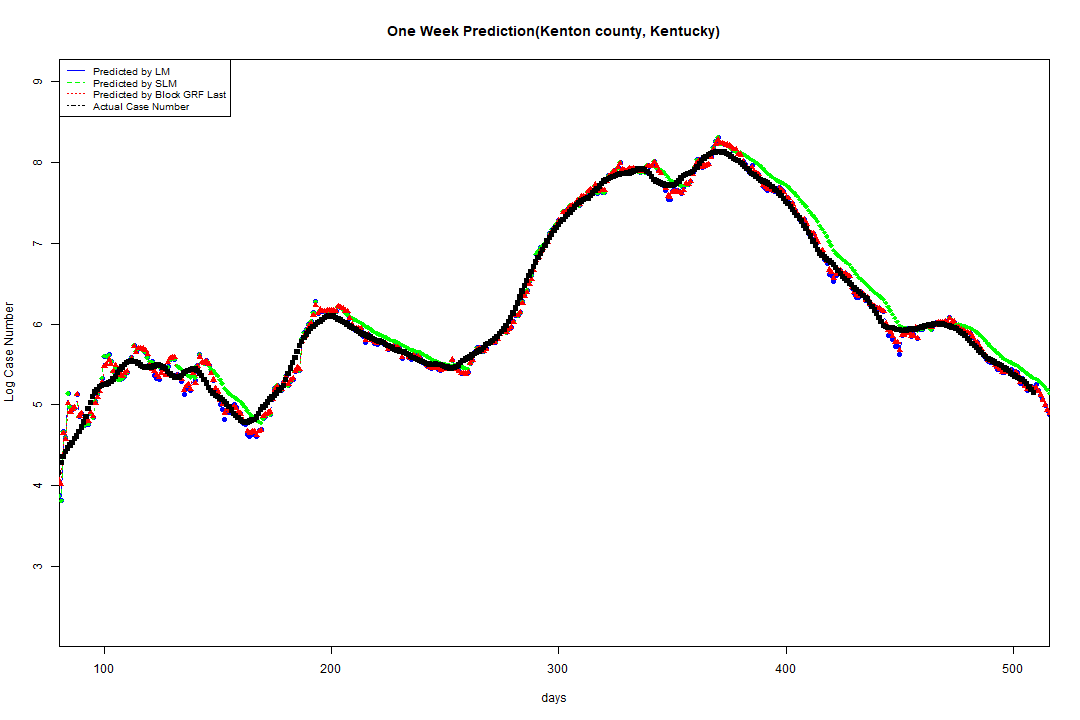 One Week Prediction(Kenton county, Kentucky)
Predicted by LM
Predicted by SLM
Predicted by Block GRF Last
Actual Case Number
9
8
7
6
5
4
3
Log Case Number
100 200 300 400 500
days